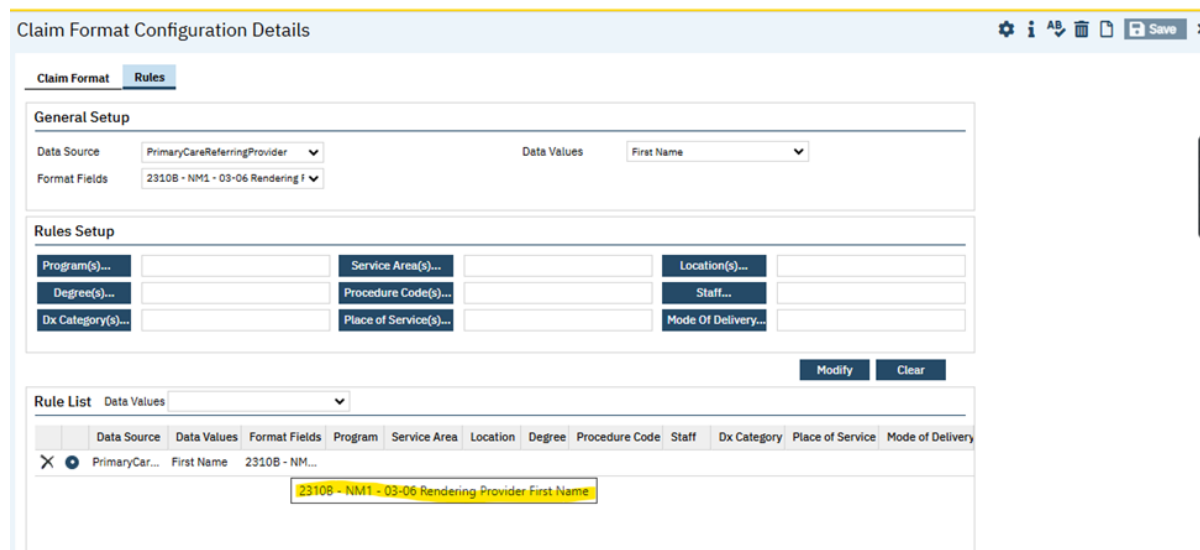 Claim Format Configuration Details
Save
Claim Format Rules
General Setup
Data Source PrimaryCareReferringProvider Data Values First Name
Format Fields 2310B - NM1 - 03-06 Rendering F
Rules Setup
Program(s)... Service Area(s)... Location(s)...
Degree(s)... Procedure Code(s)... Staff...
Dx Category(s)... Place of Service(s)... Mode Of Delivery...
Modify Clear
Rule List Data Values
Data Source Data Values Format Fields Program Service Area Location Degree Procedure Code Staff Dx Category Place of Service Mode of Delivery
PrimaryCar... First Name 2310B - NM...
2310B - NM1 - 03-06 Rendering Provider First Name